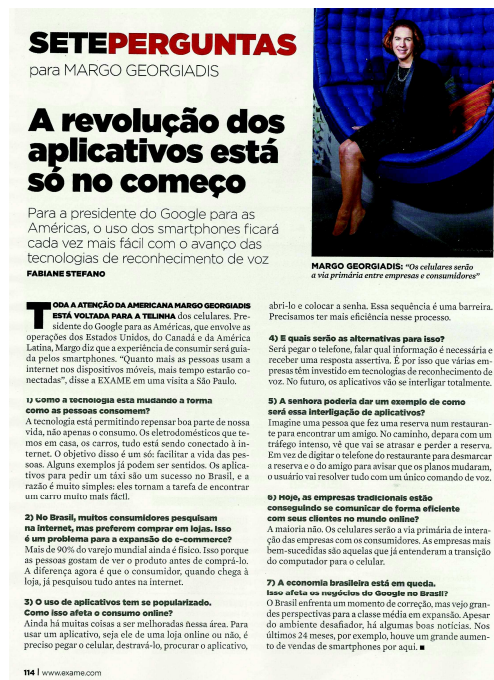 SETEPERGUNTAS
para MARGO GEORGIADIS
A revolução dos
aplicativos está
só no começo
Para a presidente do Google para as
Américas, o uso dos smartphones ficará
cada vez mais fácil com o avanço das
tecnologias de reconhecimento de voz
FABIANE STEFANO
MARGO GEORGIADIS: “Os celulares serão
a via primária entre empresas e consumidores”
TODA A ATENÇÃO DA AMERICANA MARGO GEORGIADIS
ESTÁ VOLTADA PARA A TELINHA dos celulares. Pre-
sidente do Google para as Américas, que envolve as
operações dos Estados Unidos, do Canadá e da América
Latina, Margo diz que a experiência de consumir será guia-
da pelos smartphones. “Quanto mais as pessoas usam a
internet nos dispositivos móveis, mais tempo estarão co-
nectadas”, disse a EXAME em uma visita a São Paulo.
1) Como a tecnologia está mudando a forma
como as pessoas consomem?
A tecnologia está permitindo repensar boa parte de nossa
vida, não apenas o consumo. Os eletrodomésticos que te-
mos em casa, os carros, tudo está sendo conectado à in-
ternet. O objetivo disso é um só: facilitar a vida das pes-
soas. Alguns exemplos já podem ser sentidos. Os aplica-
tivos para pedir um táxi são um sucesso no Brasil, e a
razão é muito simples: eles tornam a tarefa de encontrar
um carro muito mais fácil.
2) No Brasil, muitos consumidores pesquisam
na internet, mas preferem comprar em lojas. Isso
é um problema para a expansão do e-commerce?
Mais de 90% do varejo mundial ainda é físico. Isso porque
as pessoas gostam de ver o produto antes de comprá-lo.
A diferença agora é que o consumidor, quando chega à
loja, já pesquisou tudo antes na internet.
3) O uso de aplicativos tem se popularizado.
Como isso afeta o consumo online?
Ainda há muitas coisas a ser melhoradas nessa área. Para
usar um aplicativo, seja ele de uma loja online ou não, é
preciso pegar o celular, destravá-lo, procurar o aplicativo,
abri-lo e colocar a senha. Essa sequência é uma barreira.
Precisamos ter mais eficiência nesse processo.
4) E quais serão as alternativas para isso?
Será pegar o telefone, falar qual informação é necessária e
receber uma resposta assertiva. É por isso que várias em-
presas têm investido em tecnologias de reconhecimento de
voz. No futuro, os aplicativos vão se interligar totalmente.
5) A senhora poderia dar um exemplo de como
será essa interligação de aplicativos?
Imagine uma pessoa que fez uma reserva num restauran-
te para encontrar um amigo. No caminho, depara com um
tráfego intenso, vê que vai se atrasar e perder a reserva.
Em vez de digitar o telefone do restaurante para desmarcar
a reserva e o do amigo para avisar que os planos mudaram,
o usuário vai resolver tudo com um único comando de voz.
6) Hoje, as empresas tradicionais estão
conseguindo se comunicar de forma eficiente
com seus clientes no mundo online?
A maioria não. Os celulares serão a via primária de intera-
ção das empresas com os consumidores. As empresas mais
bem-sucedidas são aquelas que já entenderam a transição
do computador para o celular.
7) A economia brasileira está em queda.
Isso afeta os negócios do Google no Brasil?
O Brasil enfrenta um momento de correção, mas vejo gran-
des perspectivas para a classe média em expansão. Apesar
do ambiente desafiador, há algumas boas notícias. Nos
últimos 24 meses, por exemplo, houve um grande aumen-
to de vendas de smartphones por aqui. ■
114 | www.exame.com